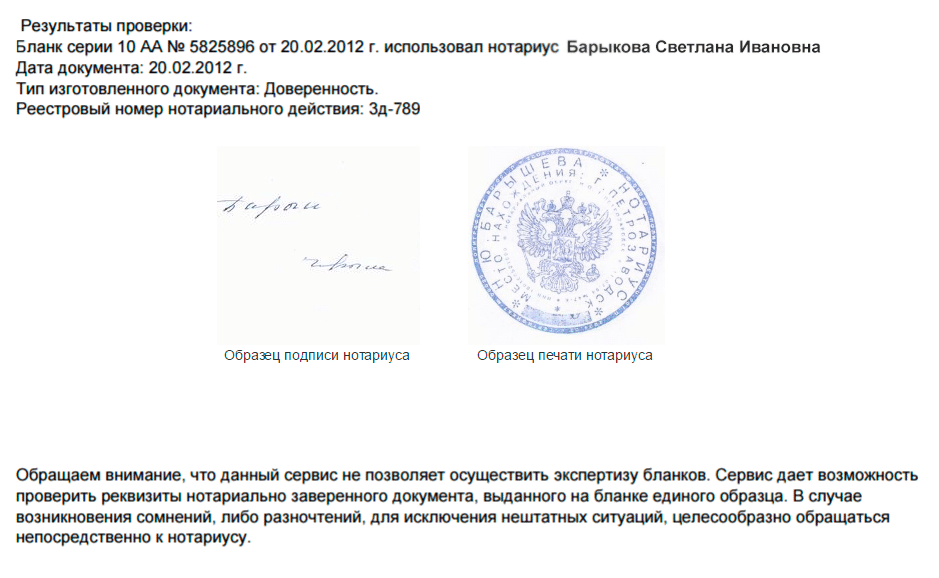 Результаты проверки:
Бланк серии 10 АА № 5825896 от 20.02.2012 г. использовал нотариус Барыкова Светлана Ивановна
Дата документа: 20.02.2012 г.
Тип изготовленного документа: Доверенность.
Реестровый номер нотариального действия: 3д-789
* НОТАРИУС * Н.Ю. БАРЫШЕВА
* МЕСТО НАХОЖДЕНИЯ: Г. ПЕТРОЗАВОДСК
Образец подписи нотариуса
Образец печати нотариуса
Обращаем внимание, что данный сервис не позволяет осуществить экспертизу бланков. Сервис дает возможность
проверить реквизиты нотариально заверенного документа, выданного на бланке единого образца. В случае
возникновения сомнений, либо разночтений, для исключения нештатных ситуаций, целесообразно обращаться
непосредственно к нотариусу.